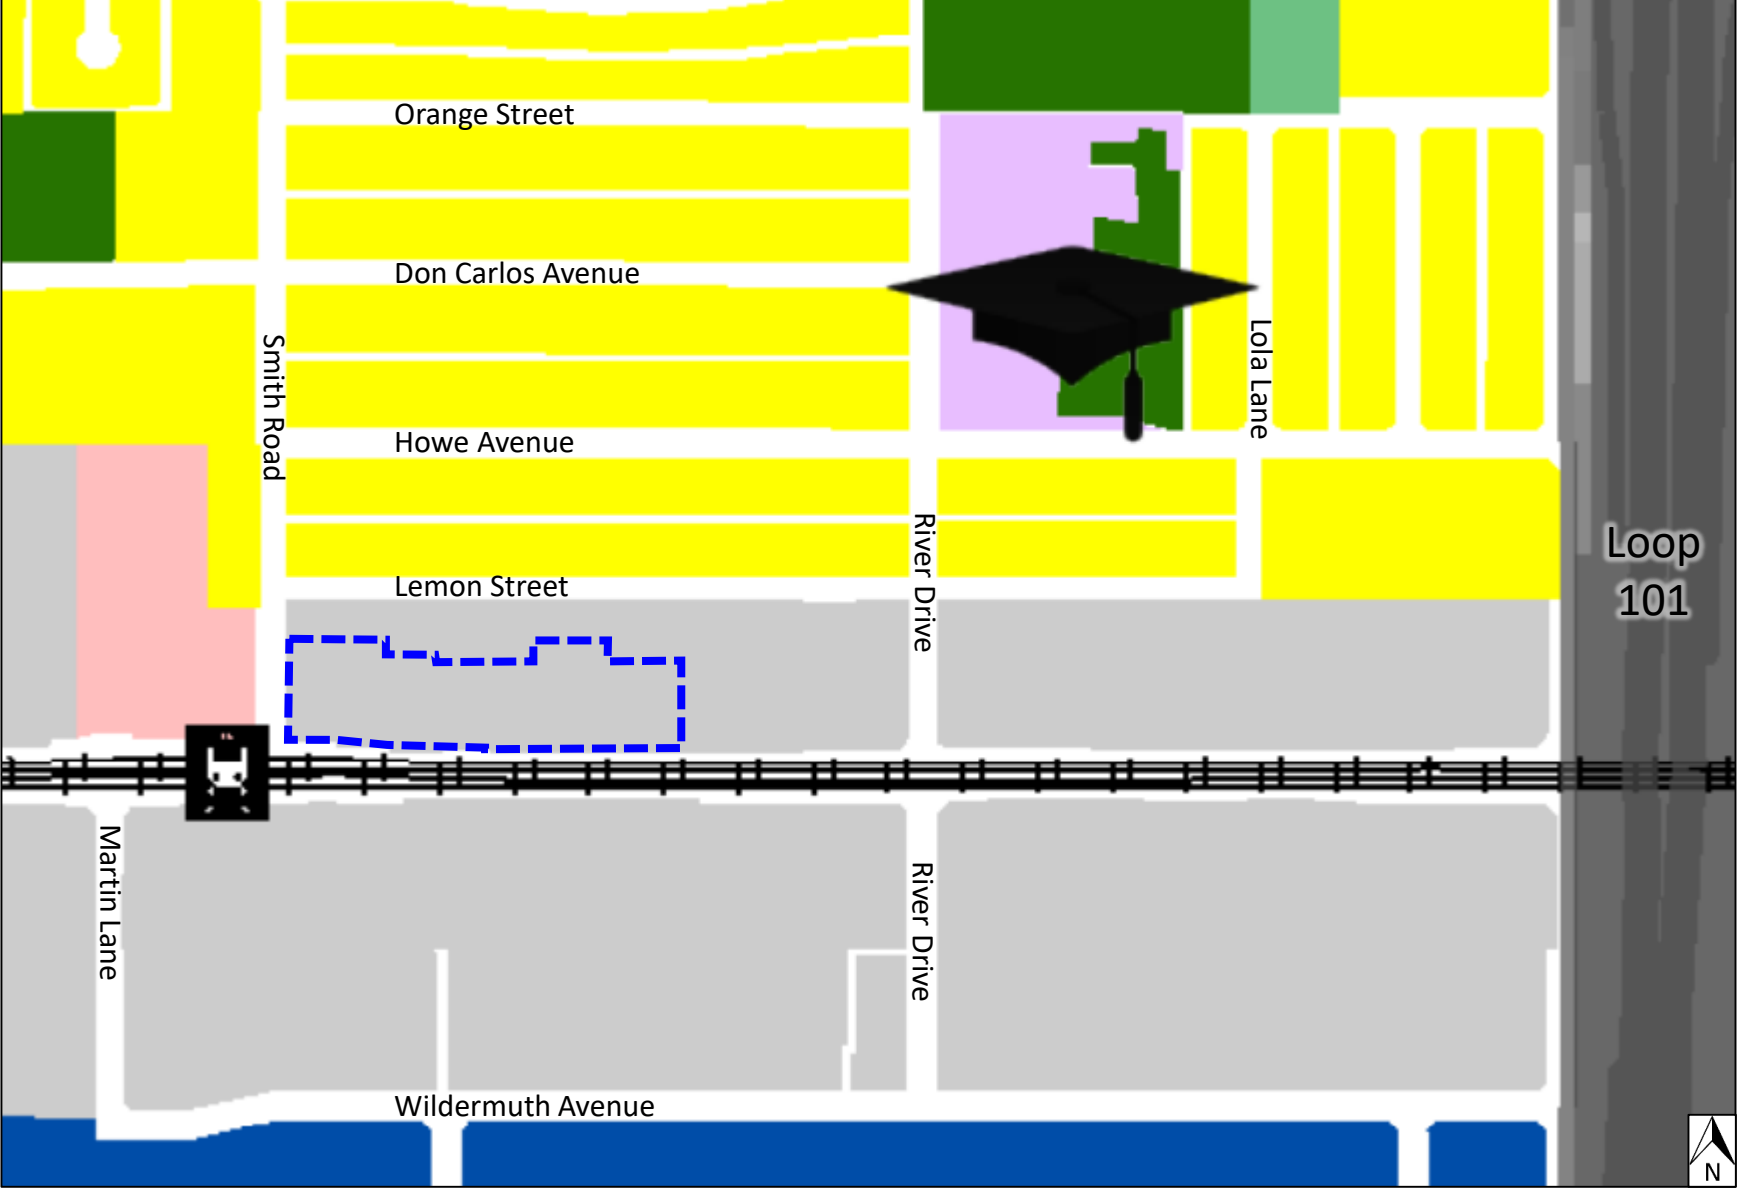 Orange Street
Don Carlos Avenue
Smith Road
Lola Lane
Howe Avenue
River Drive
Loop
101
Lemon Street
Martin Lane
River Drive
Wildermuth Avenue
N